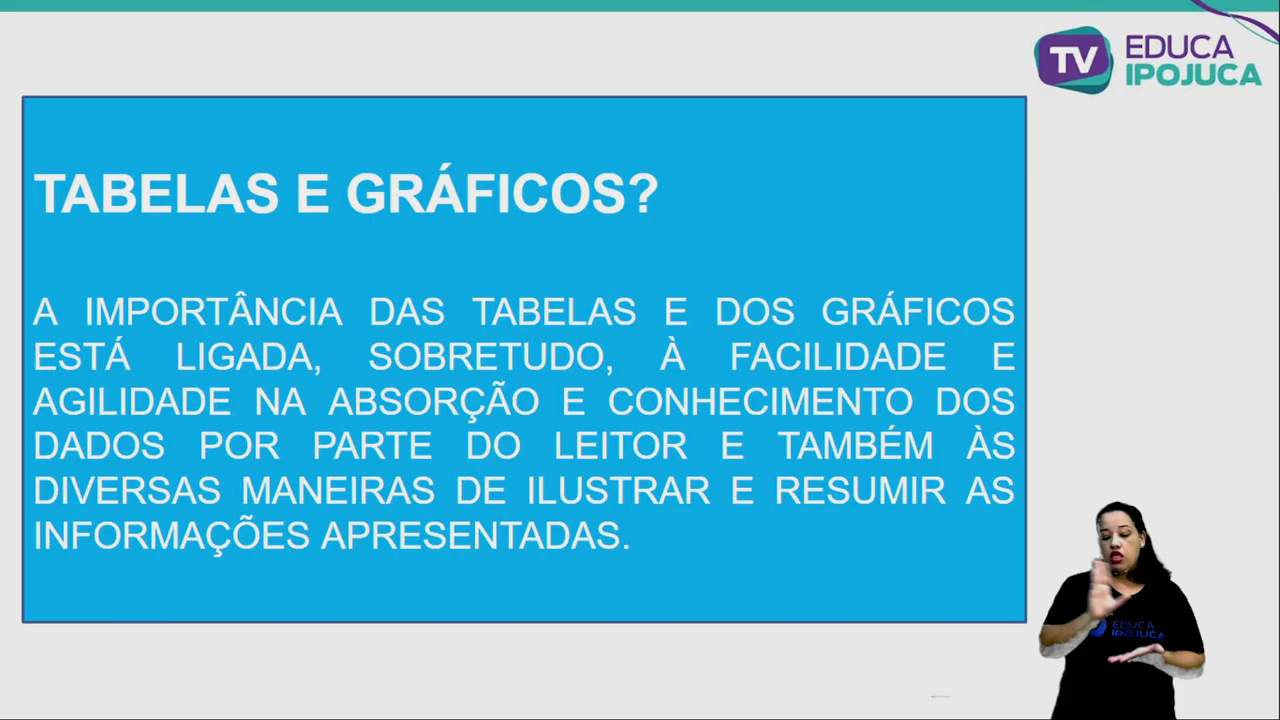 TV EDUCA
IPOJUCA
TABELAS E GRÁFICOS?
A IMPORTÂNCIA DAS TABELAS E DOS GRÁFICOS
ESTÁ LIGADA, SOBRETUDO, À FACILIDADE E
AGILIDADE NA ABSORÇÃO E CONHECIMENTO DOS
DADOS POR PARTE DO LEITOR E TAMBÉM ÀS
DIVERSAS MANEIRAS DE ILUSTRAR E RESUMIR AS
INFORMAÇÕES APRESENTADAS.
EDUCA
IPOJUCA